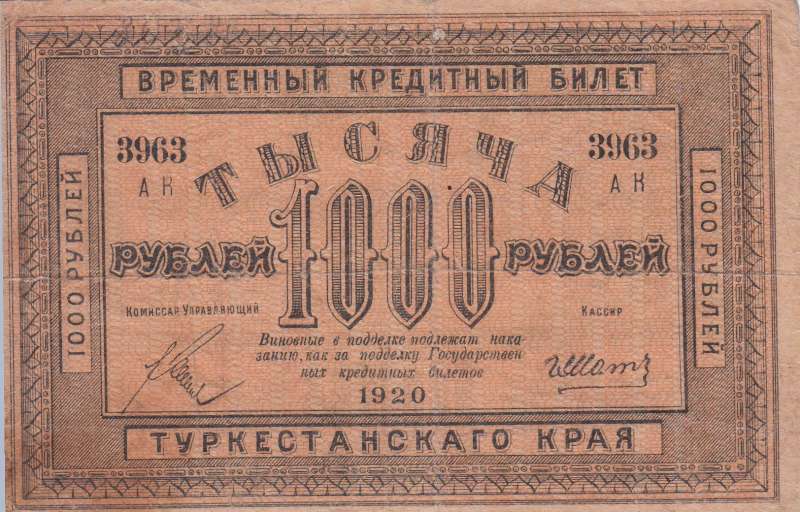 ВРЕМЕННЫЙ КРЕДИТНЫЙ БИЛЕТ
3963 ТЫСЯЧА 3963
АК АК
1000 РУБЛЕЙ
РУБЛЕЙ 1000 РУБЛЕЙ
1000 РУБЛЕЙ
Комиссар Управляющий
Кассир
Виновные в подделке подлежат нака-
занию, как за подделку Государствен
ных кредитных билетов
1920
ТУРКЕСТАНСКАГО КРАЯ